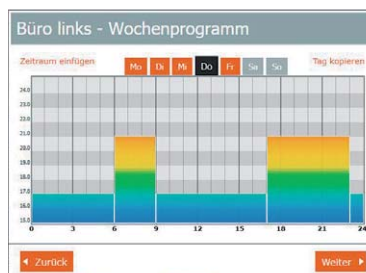 Büro links - Wochenprogramm
Zeitraum einfügen Mo Di Mi Do Fr Sa So Tag kopieren
24.0
23.0
22.0
21.0
20.0
19.0
18.0
17.0
16.0
15.0
0 3 6 9 12 15 18 21 24
Zurück Weiter